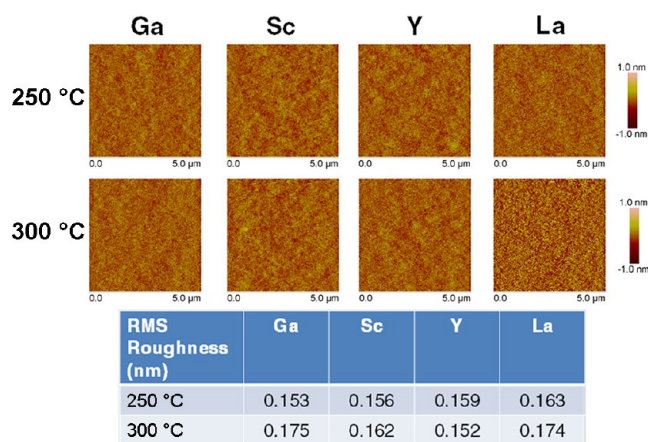 Ga Sc Y La
250 °C
1.0 nm
-1.0 nm
0.0 5.0 µm 0.0 5.0 µm 0.0 5.0 µm 0.0 5.0 µm
300 °C
1.0 nm
-1.0 nm
0.0 5.0 µm 0.0 5.0 µm 0.0 5.0 µm 0.0 5.0 µm
RMS Ga Sc Y La
Roughness
(nm)
250 °C 0.153 0.156 0.159 0.163
300 °C 0.175 0.162 0.152 0.174